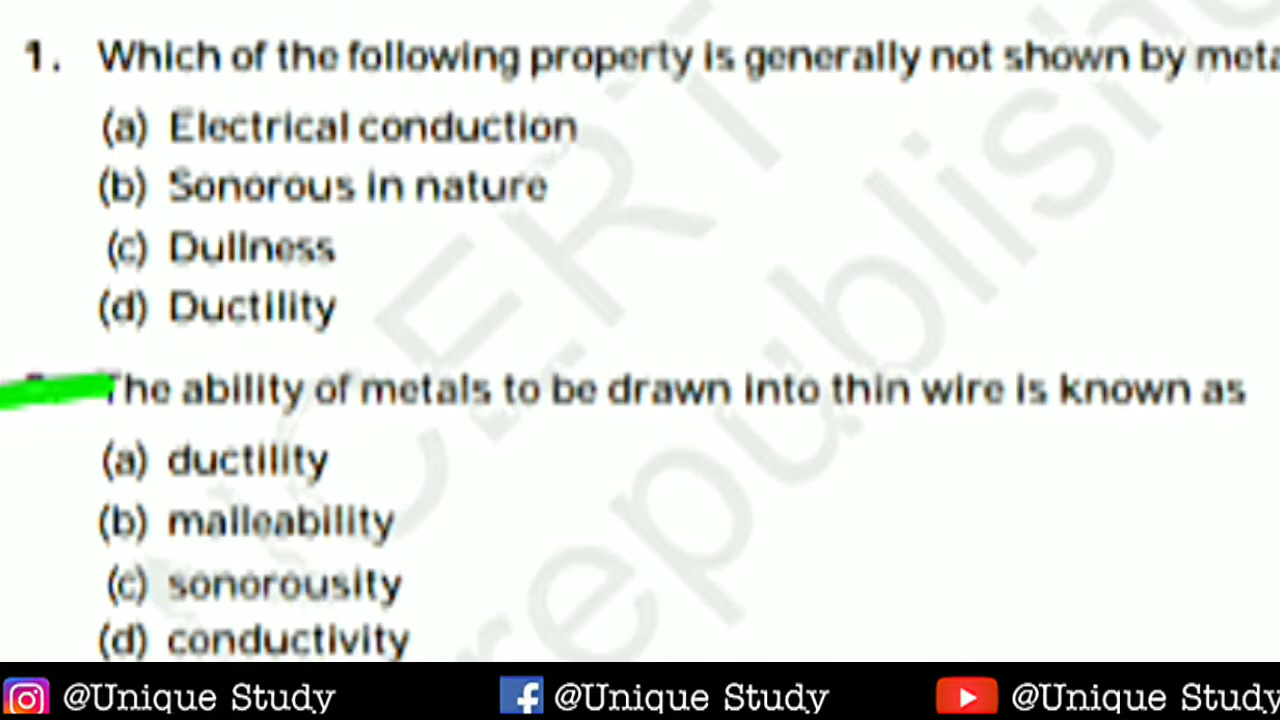 1. Which of the following property is generally not shown by meta
(a) Electrical conduction
(b) Sonorous in nature
(c) Dullness
(d) Ductility
The ability of metals to be drawn into thin wire is known as
(a) ductility
(b) malleability
(c) sonorousity
(d) conductivity
@Unique Study @Unique Study @Unique Study
NCERT
republish